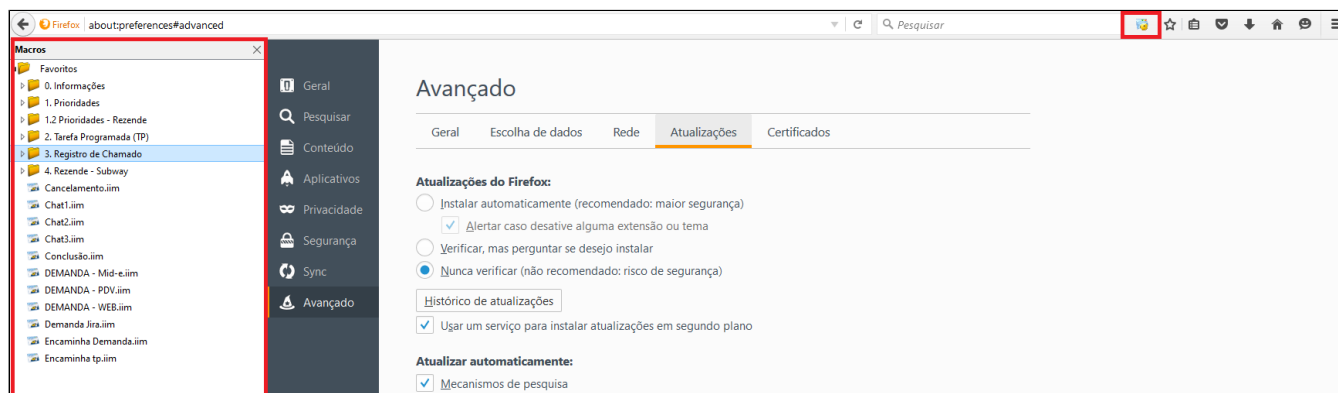 Firefox about:preferences#advanced Pesquisar
Macros
Favoritos
0. Informações
1. Prioridades
1.2 Prioridades - Rezende
2. Tarefa Programada (TP)
3. Registro de Chamado
4. Rezende - Subway
Cancelamento.iim
Chat1.iim
Chat2.iim
Chat3.iim
Conclusão.iim
DEMANDA - Mid-e.iim
DEMANDA - PDV.iim
DEMANDA - WEB.iim
Demanda Jira.iim
Encaminha Demanda.iim
Encaminha tp.iim
Geral
Pesquisar
Conteúdo
Aplicativos
Privacidade
Segurança
Sync
Avançado
Avançado
Geral Escolha de dados Rede Atualizações Certificados
Atualizações do Firefox:
Instalar automaticamente (recomendado: maior segurança)
Alertar caso desative alguma extensão ou tema
Verificar, mas perguntar se desejo instalar
Nunca verificar (não recomendado: risco de segurança)
Histórico de atualizações
Usar um serviço para instalar atualizações em segundo plano
Atualizar automaticamente:
Mecanismos de pesquisa